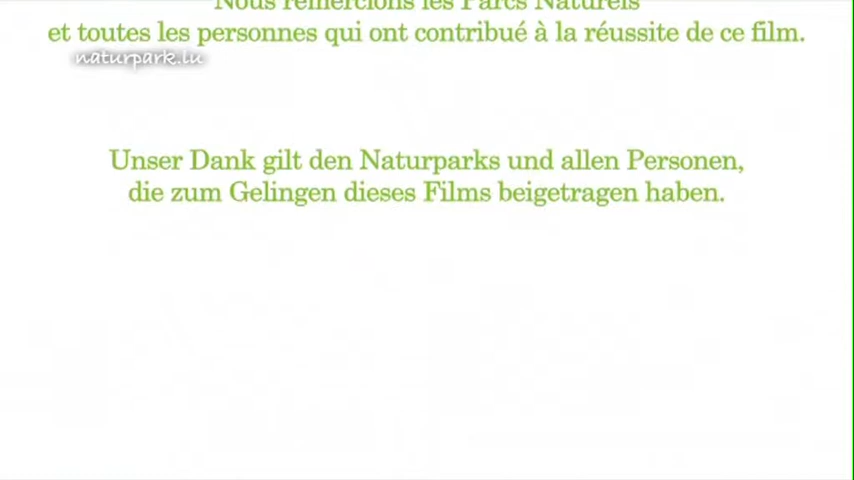 Nous remercions les Parcs Naturels
et toutes les personnes qui ont contribué à la réussite de ce film.
naturpark.lu
Unser Dank gilt den Naturparks und allen Personen,
die zum Gelingen dieses Films beigetragen haben.